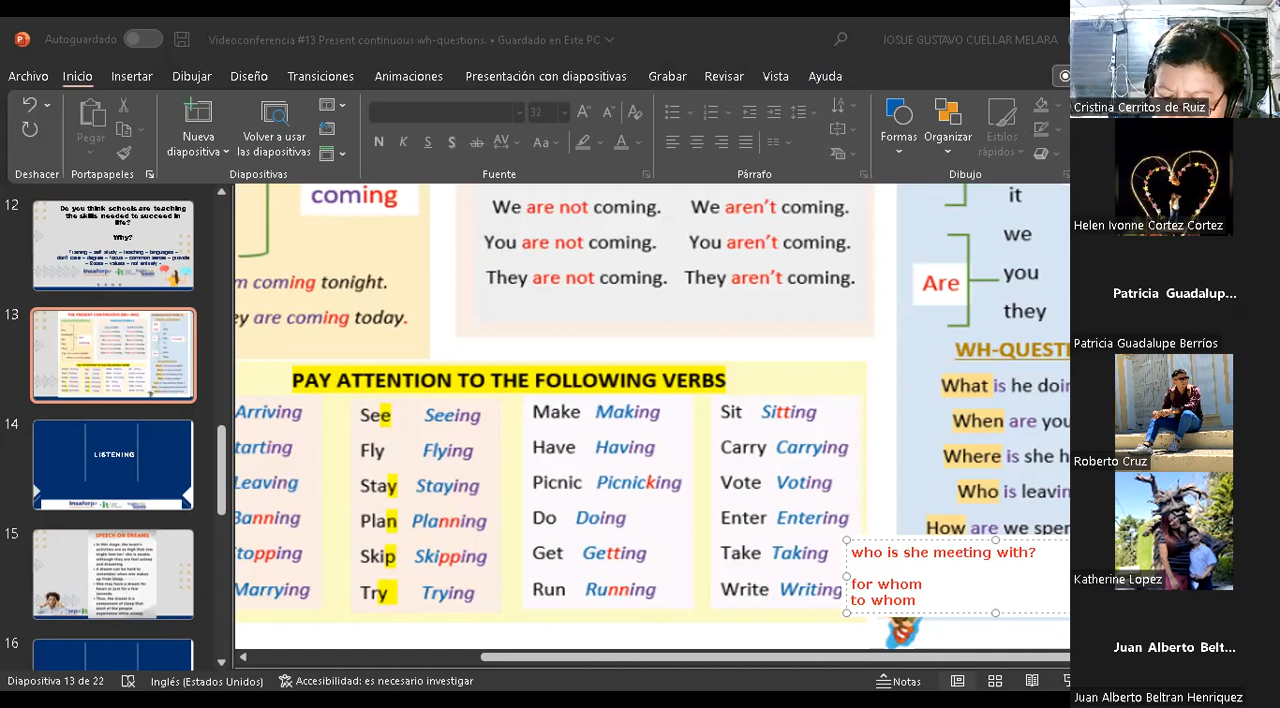 Autoguardado
Videoconferencia #13 Present continuous wh-questions. • Guardado en Este PC
IOSUE GUSTAVO CUELLAR MELARA
Archivo Inicio Insertar Dibujar Diseño Transiciones Animaciones Presentación con diapositivas Grabar Revisar Vista Ayuda
Pegar
Nueva diapositiva
Volver a usar las diapositivas
32
N K S S ab AV Aa A
Formas Organizar Estilos rápidos
Deshacer Portapapeles Diapositivas Fuente Párrafo Dibujo
12
Do you think schools are teaching
the skills needed to succeed in
life?
Why?
13
14
LISTENING
15
SPEECH ON DREAMS
16
coming
m coming tonight.
ey are coming today.
We are not coming. We aren't coming.
You are not coming. You aren't coming.
They are not coming. They aren't coming.
it
we
Are you
they
WH-QUEST
What is he doin
When are you
Where is she h
Who is leavin
How are we spen
PAY ATTENTION TO THE FOLLOWING VERBS
Arriving See Seeing Make Making Sit Sitting
tarting Fly Flying Have Having Carry Carrying
Leaving Stay Staying Picnic Picnicking Vote Voting
Banning Plan Planning Do Doing Enter Entering
topping Skip Skipping Get Getting Take Taking
Marrying Try Trying Run Running Write Writing
who is she meeting with?
for whom
to whom
Diapositiva 13 de 22 Inglés (Estados Unidos) Accesibilidad: es necesario investigar Notas
Cristina Cerritos de Ruiz
Helen Ivonne Cortez Cortez
Patricia Guadalup...
Patricia Guadalupe Berríos
Roberto Cruz
Katherine Lopez
Juan Alberto Belt...
Juan Alberto Beltran Henriquez